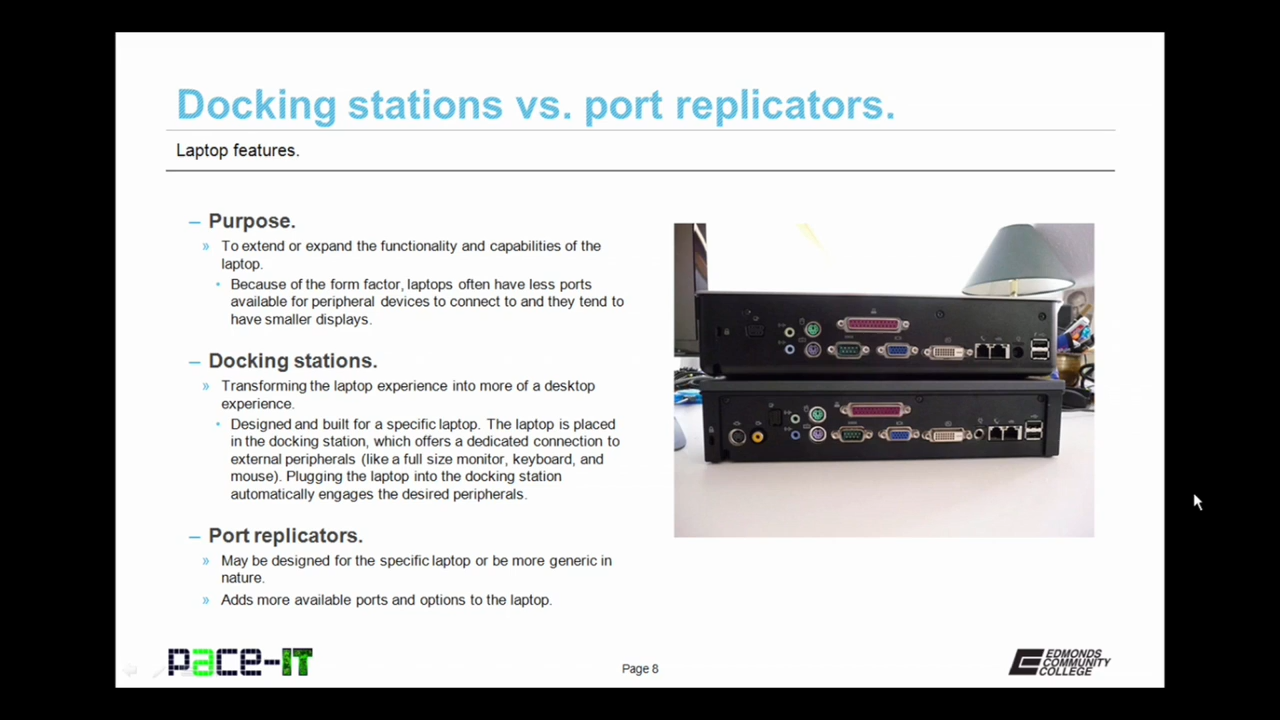 Docking stations vs. port replicators.
Laptop features.
– Purpose.
» To extend or expand the functionality and capabilities of the
laptop.
• Because of the form factor, laptops often have less ports
available for peripheral devices to connect to and they tend to
have smaller displays.
– Docking stations.
» Transforming the laptop experience into more of a desktop
experience.
• Designed and built for a specific laptop. The laptop is placed
in the docking station, which offers a dedicated connection to
external peripherals (like a full size monitor, keyboard, and
mouse). Plugging the laptop into the docking station
automatically engages the desired peripherals.
– Port replicators.
» May be designed for the specific laptop or be more generic in
nature.
» Adds more available ports and options to the laptop.
pace-IT
Page 8
EDMONDS
COMMUNITY
COLLEGE